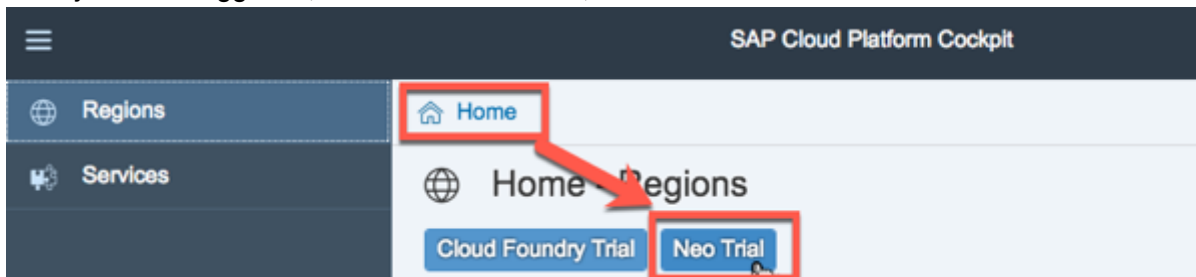 SAP Cloud Platform Cockpit
Regions
Services
Home
Home - Regions
Cloud Foundry Trial
Neo Trial